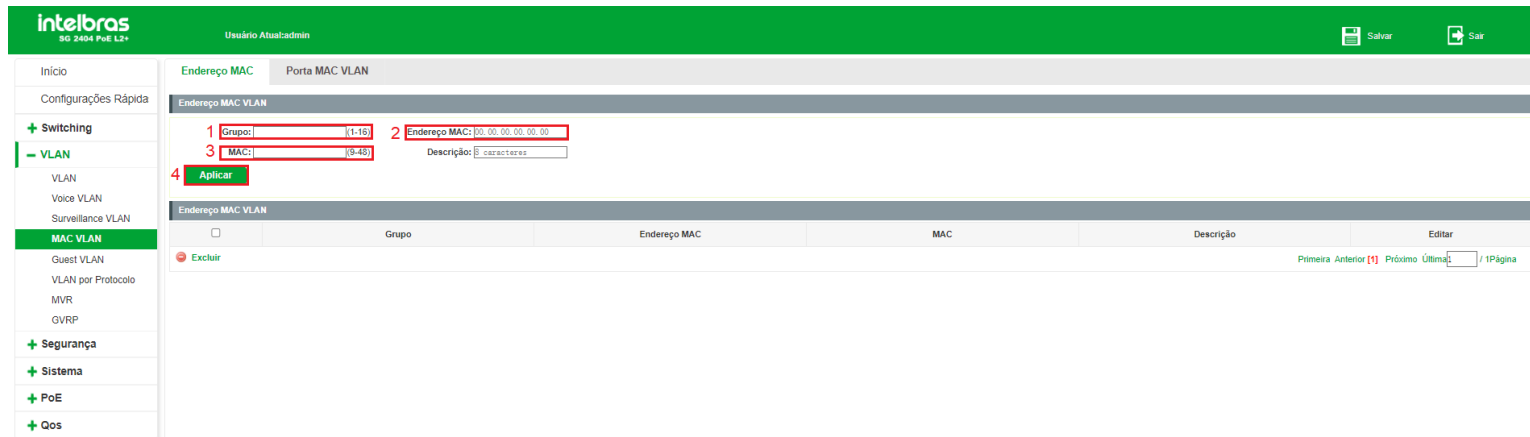 intelbras
SG 2404 PoE L2+
Usuário Atual:admin
Salvar
Sair
Início
Configurações Rápida
Switching
VLAN
VLAN
Voice VLAN
Surveillance VLAN
MAC VLAN
Guest VLAN
VLAN por Protocolo
MVR
GVRP
Segurança
Sistema
PoE
Qos
Endereço MAC Porta MAC VLAN
Endereço MAC VLAN
1 Grupo: (1-16) 2 Endereço MAC: 00.00.00.00.00.00
3 MAC: (9-48) Descrição: 8 caracteres
4 Aplicar
Endereço MAC VLAN
Grupo Endereço MAC MAC Descrição Editar
Excluir Primeira Anterior [1] Próximo Última 1 / 1Página